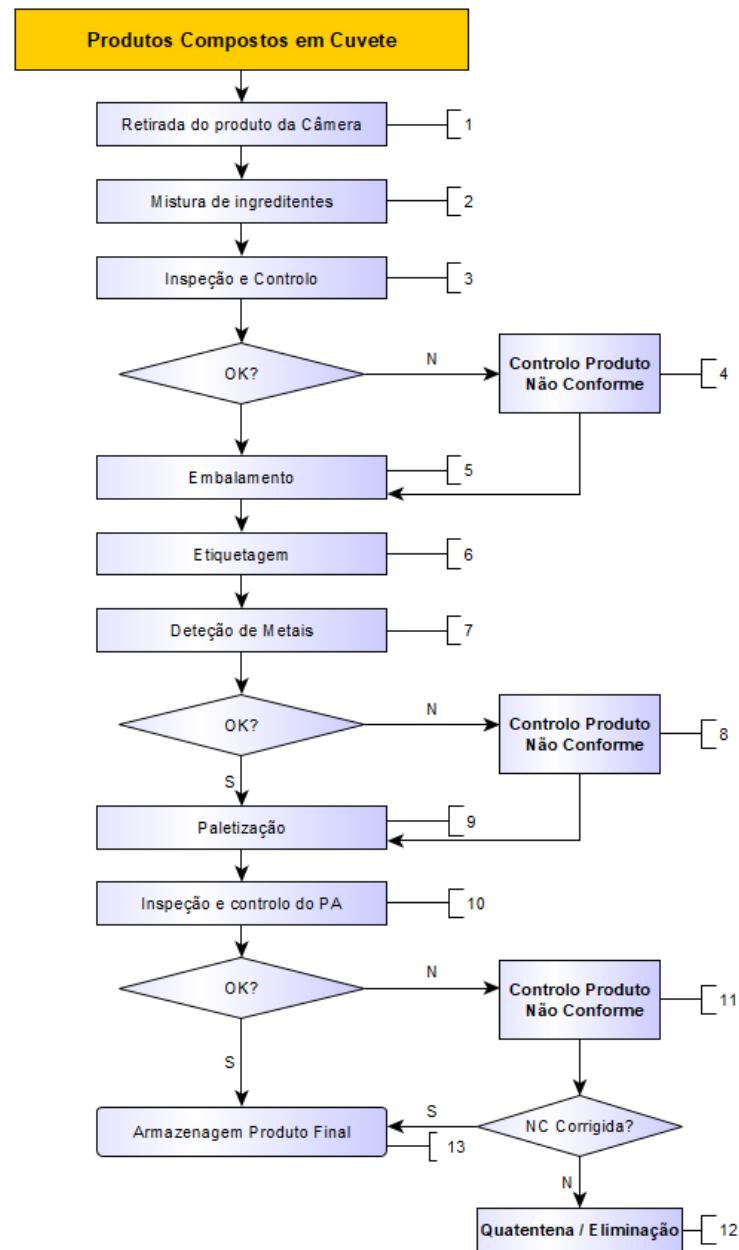 Produtos Compostos em Cuvete
Retirada do produto da Câmera
1
Mistura de ingreditentes
2
Inspeção e Controlo
3
OK?
N
Controlo Produto
Não Conforme
4
Embalamento
5
Etiquetagem
6
Deteção de Metais
7
OK?
N
Controlo Produto
Não Conforme
8
S
Paletização
9
Inspeção e controlo do PA
10
OK?
N
Controlo Produto
Não Conforme
11
S
Armazenagem Produto Final
13
S
NC Corrigida?
N
Quatentena / Eliminação
12